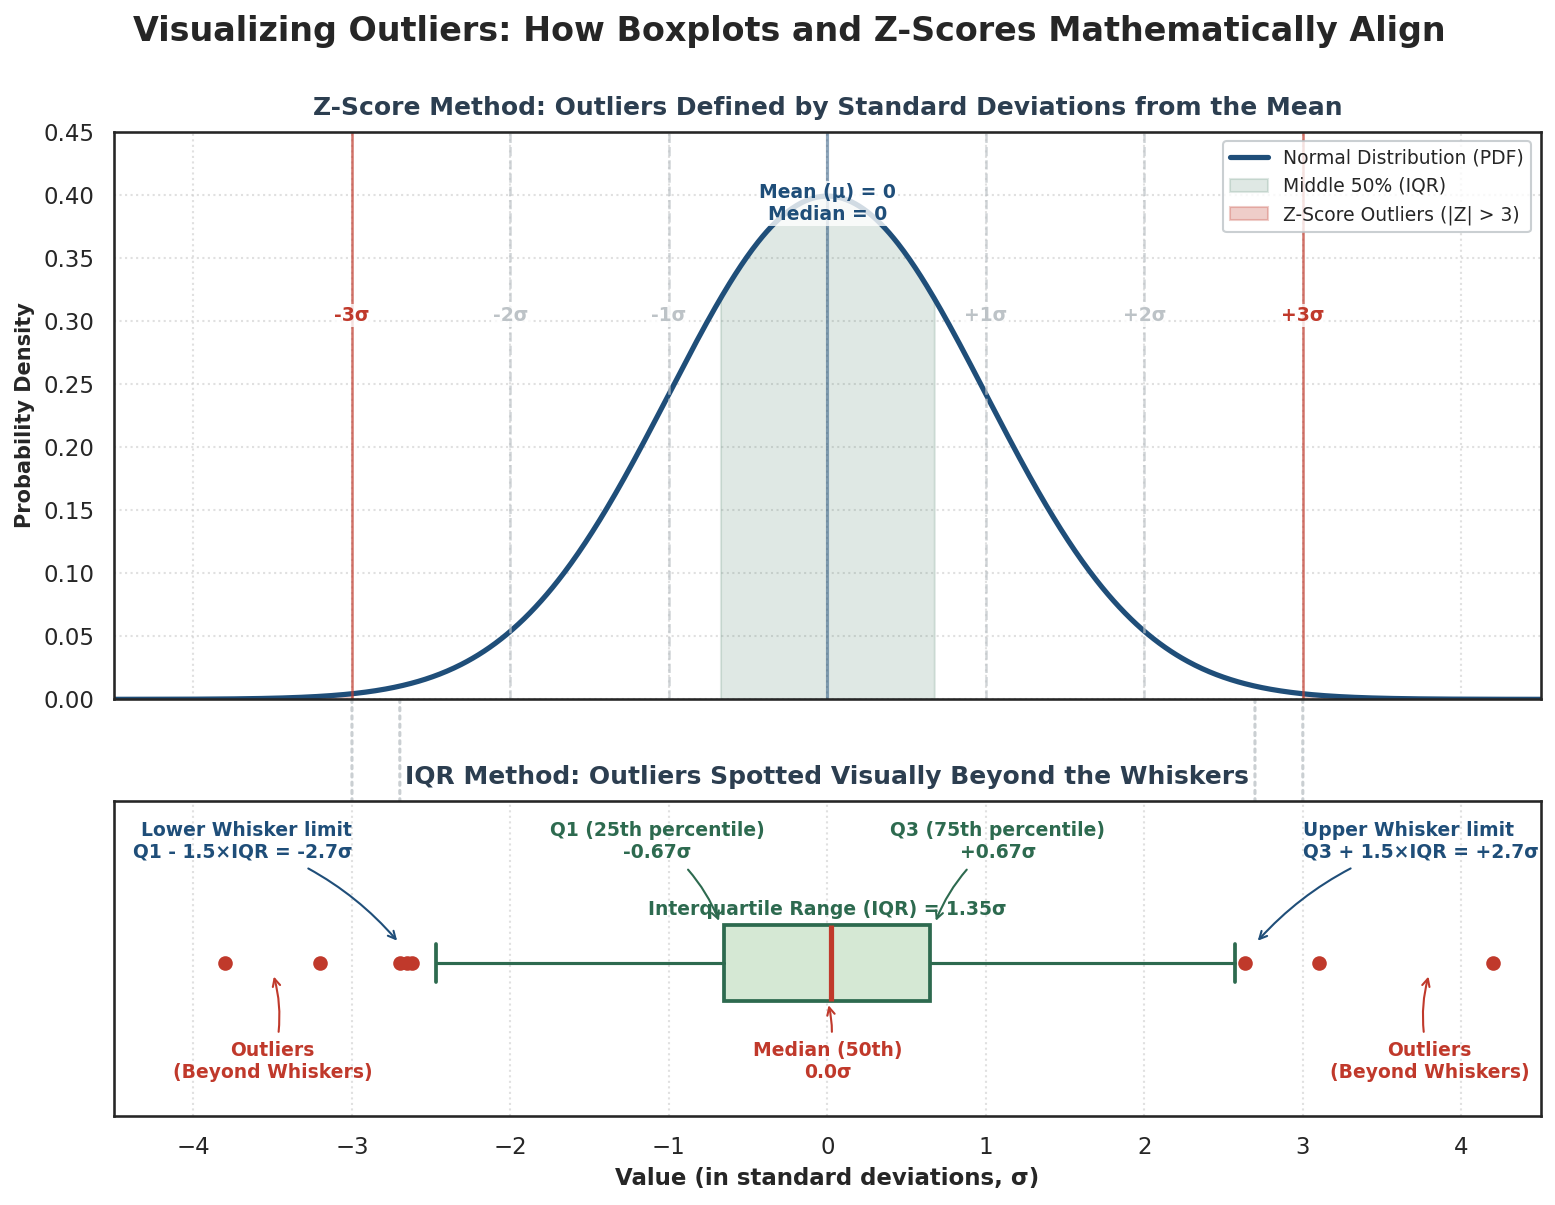 Visualizing Outliers: How Boxplots and Z-Scores Mathematically Align
Z-Score Method: Outliers Defined by Standard Deviations from the Mean
0.45
0.40
0.35
0.30
0.25
0.20
0.15
0.10
0.05
0.00
Probability Density
Mean (μ) = 0
Median = 0
-3σ
-2σ
-1σ
+1σ
+2σ
+3σ
Normal Distribution (PDF)
Middle 50% (IQR)
Z-Score Outliers (|Z| > 3)
IQR Method: Outliers Spotted Visually Beyond the Whiskers
Lower Whisker limit
Q1 - 1.5×IQR = -2.7σ
Q1 (25th percentile)
-0.67σ
Q3 (75th percentile)
+0.67σ
Upper Whisker limit
Q3 + 1.5×IQR = +2.7σ
Interquartile Range (IQR) = 1.35σ
Outliers
(Beyond Whiskers)
Median (50th)
0.0σ
Outliers
(Beyond Whiskers)
−4
−3
−2
−1
0
1
2
3
4
Value (in standard deviations, σ)